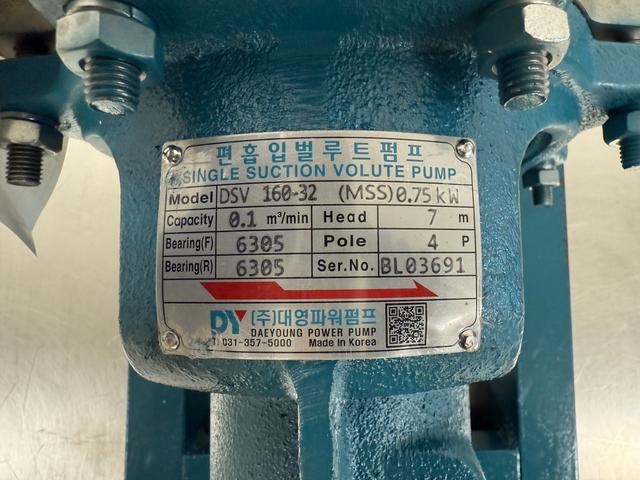 편흡입벌루트펌프
SINGLE SUCTION VOLUTE PUMP
Model DSV 160-32 (MSS) 0.75kW
Capacity 0.1 m³/min Head 7 m
Bearing(F) 6305 Pole 4 P
Bearing(R) 6305 Ser.No. BL03691
DY (주)대영파워펌프
DAEYOUNG POWER PUMP
T 031-357-5000 Made in Korea